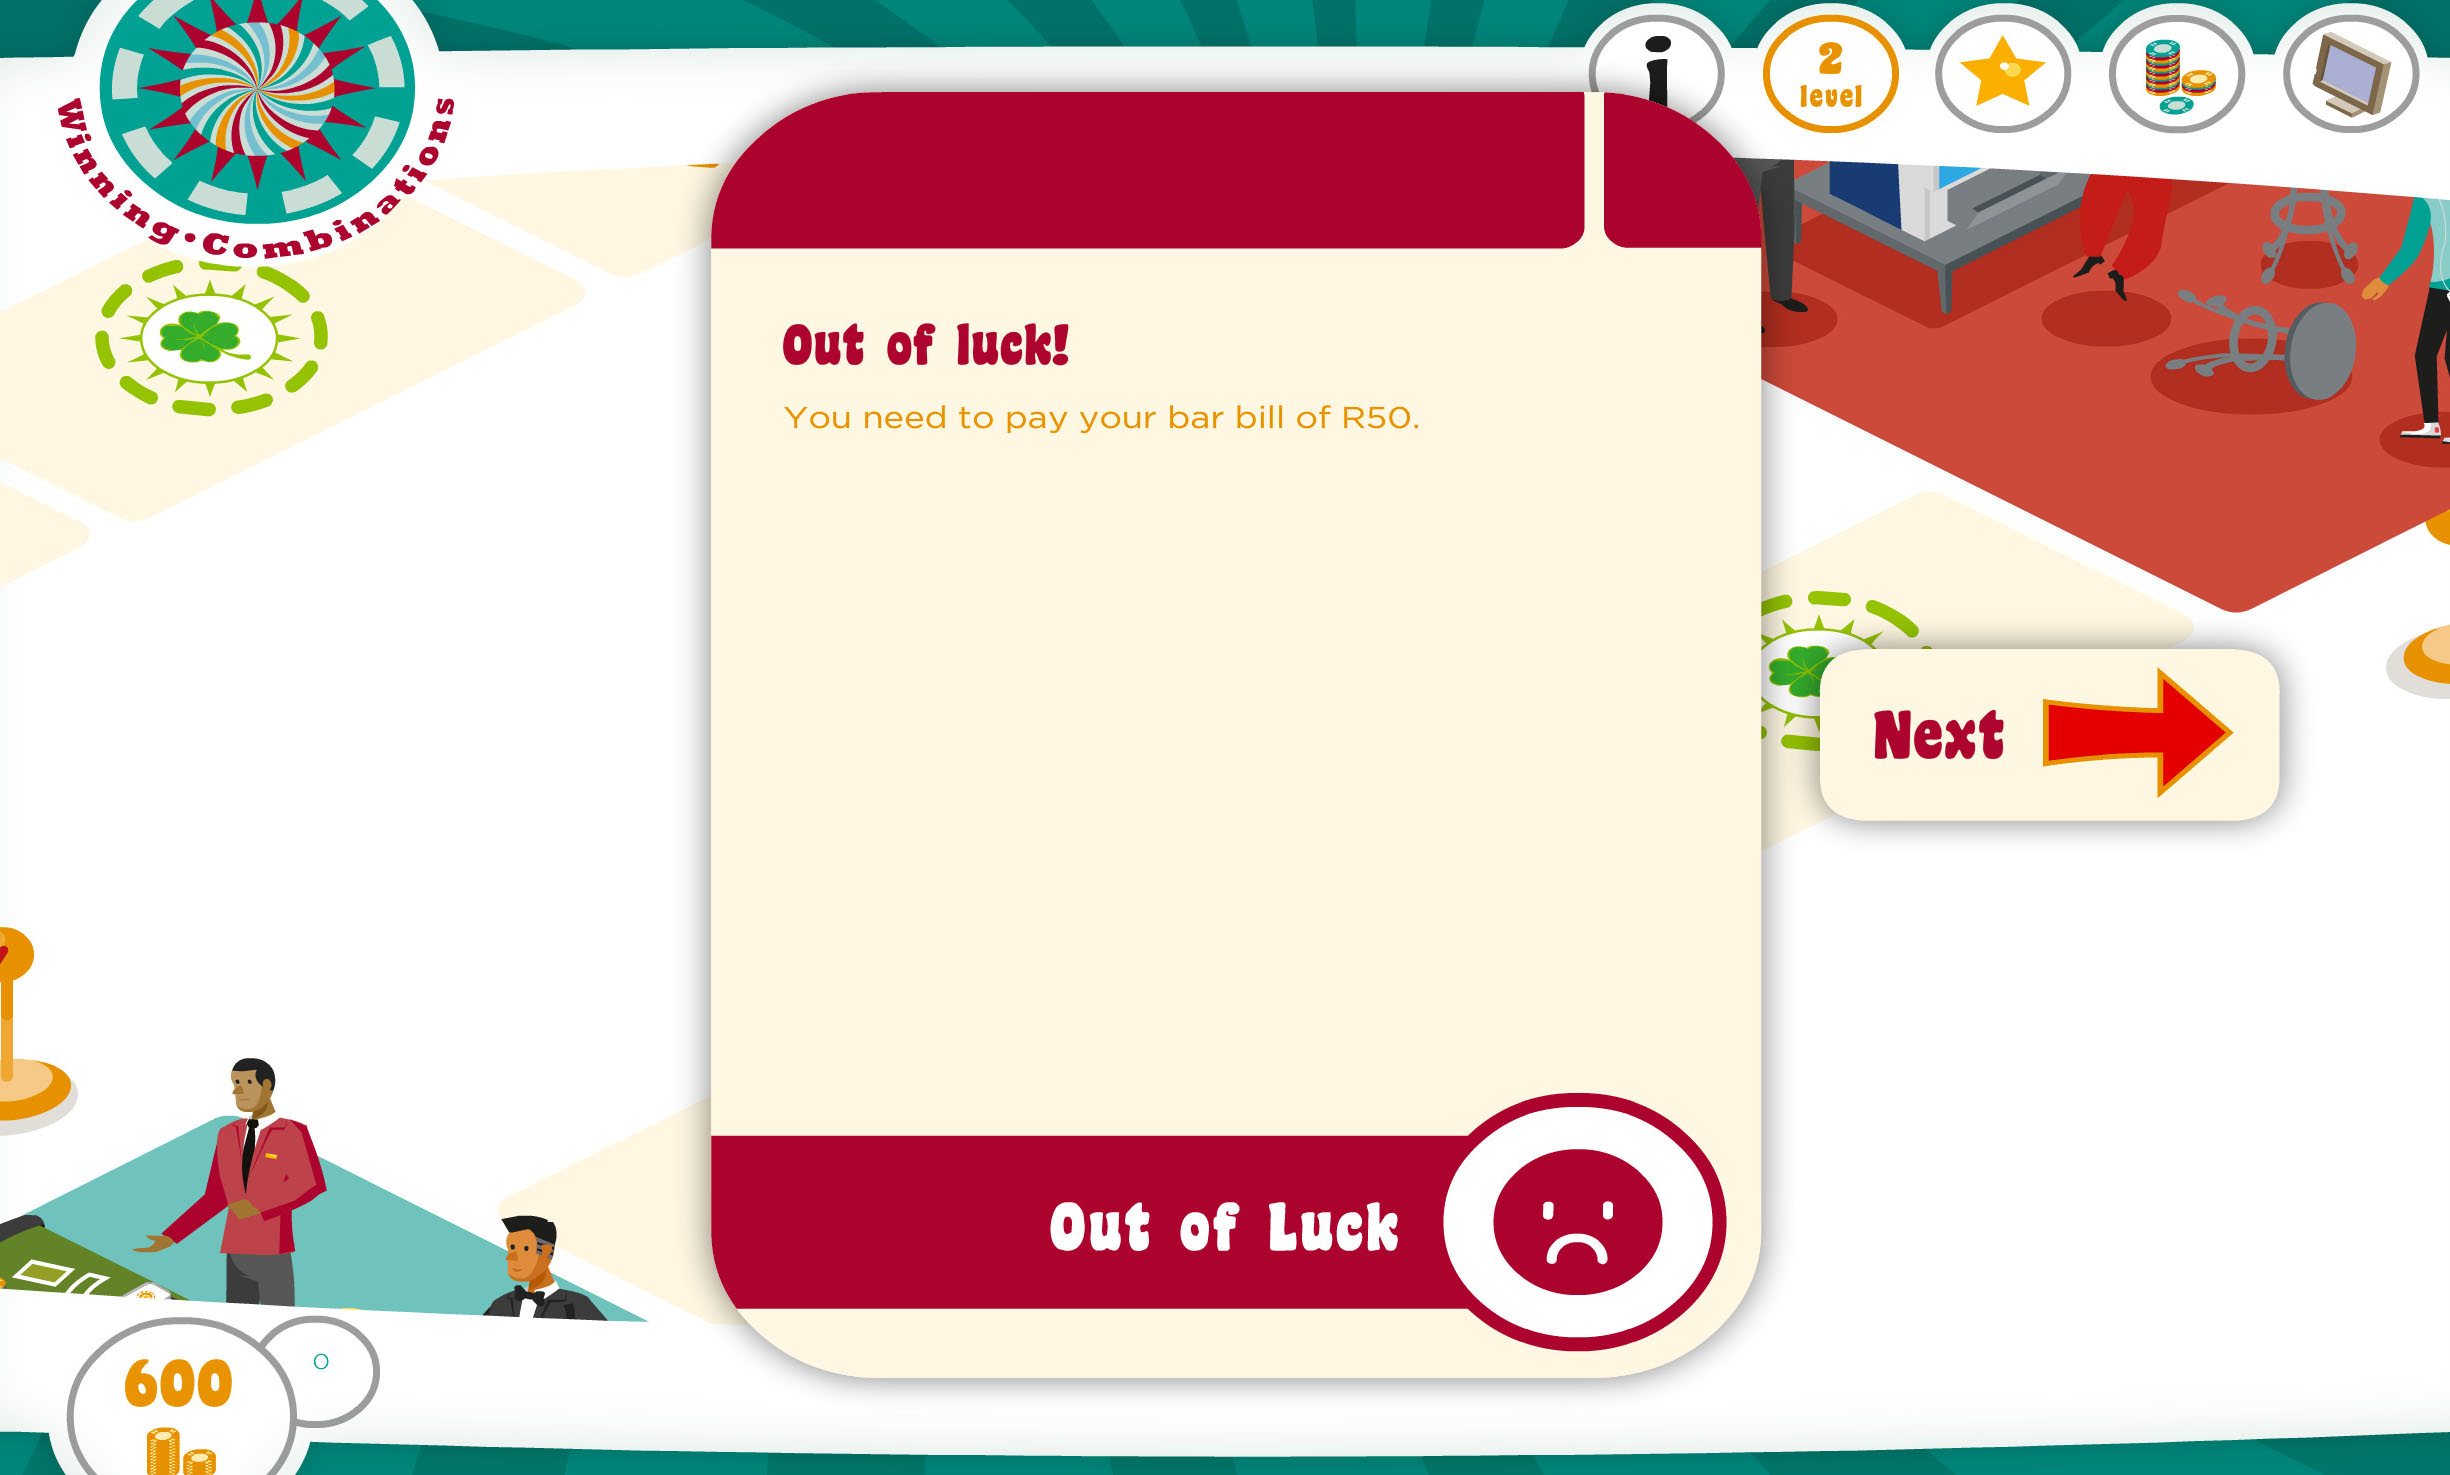 Winning • Combinations
i
2
level
Out of luck!
You need to pay your bar bill of R50.
Next
Out of Luck
600
0